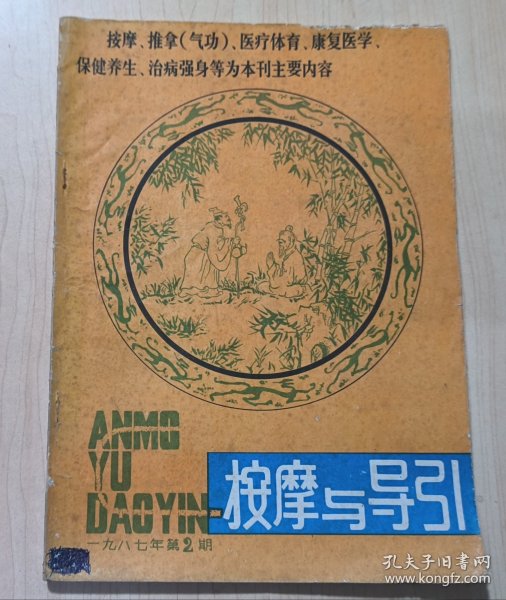 按摩、推拿(气功)、医疗体育、康复医学、
保健养生、治病强身等为本刊主要内容
ANMO
YU
DAOYIN
按摩与导引
一九八七年第2期
孔夫子旧书网
www.kongfz.com